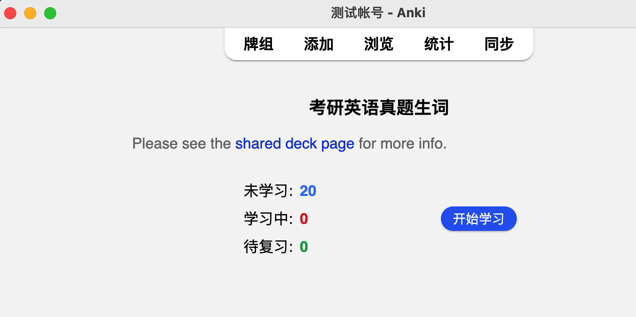 测试帐号 - Anki
牌组 添加 浏览 统计 同步
考研英语真题生词
Please see the shared deck page for more info.
未学习: 20
学习中: 0
开始学习
待复习: 0